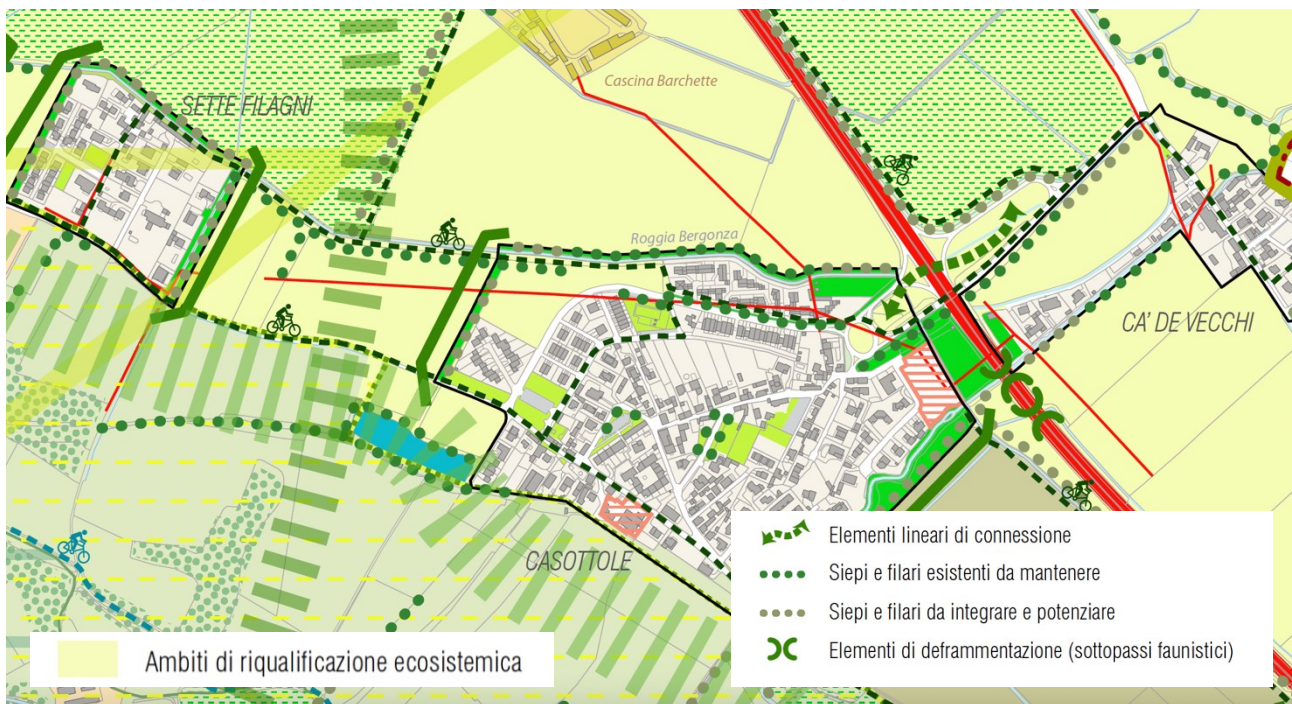 Cascina Barchette
SETTE FILAGNI
Roggia Bergonza
CA' DE VECCHI
CASOTTOLE
Elementi lineari di connessione
Siepi e filari esistenti da mantenere
Siepi e filari da integrare e potenziare
Elementi di deframmentazione (sottopassi faunistici)
Ambiti di riqualificazione ecosistemica